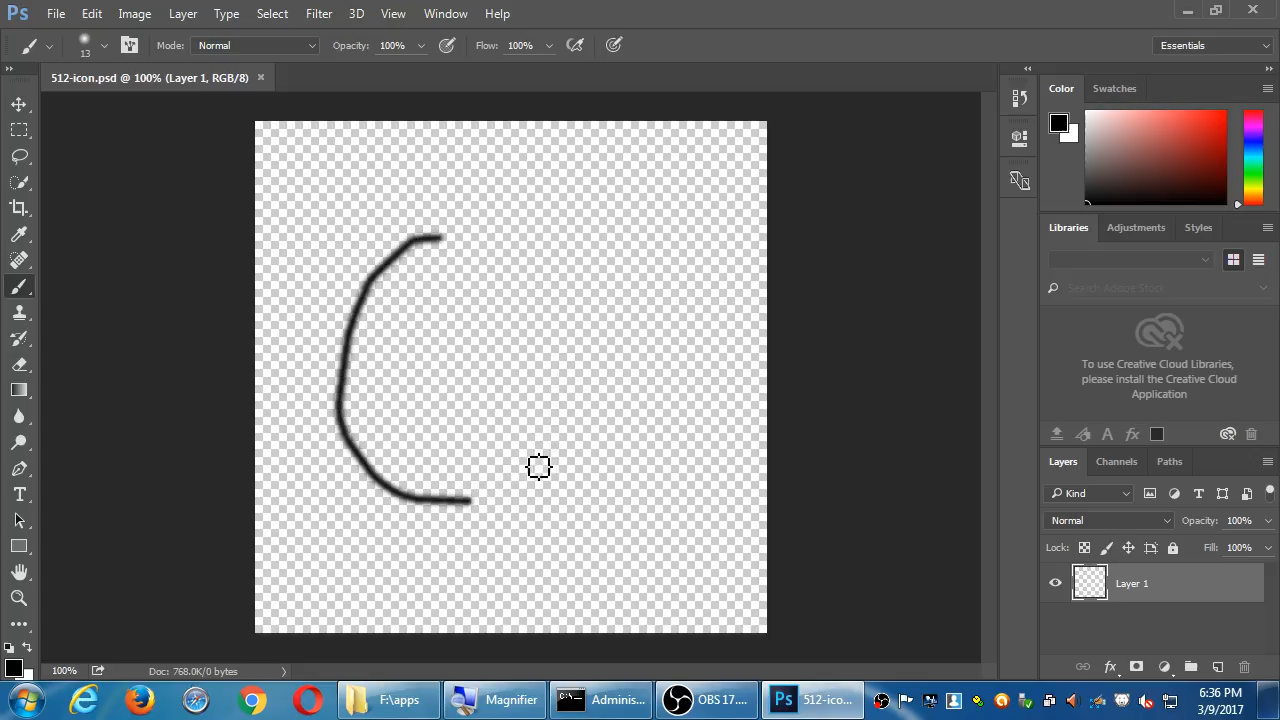 Ps File Edit Image Layer Type Select Filter 3D View Window Help
13 Mode: Normal Opacity: 100% Flow: 100% Essentials
512-icon.psd @ 100% (Layer 1, RGB/8)
Color Swatches
Libraries Adjustments Styles
Search Adobe Stock
To use Creative Cloud Libraries,
please install the Creative Cloud
Application
Layers Channels Paths
Kind
Normal Opacity: 100%
Lock: Fill: 100%
Layer 1
100% Doc: 768.0K/0 bytes
F:\apps Magnifier Adminis... OBS 17.... 512-ico... 6:36 PM
3/9/2017